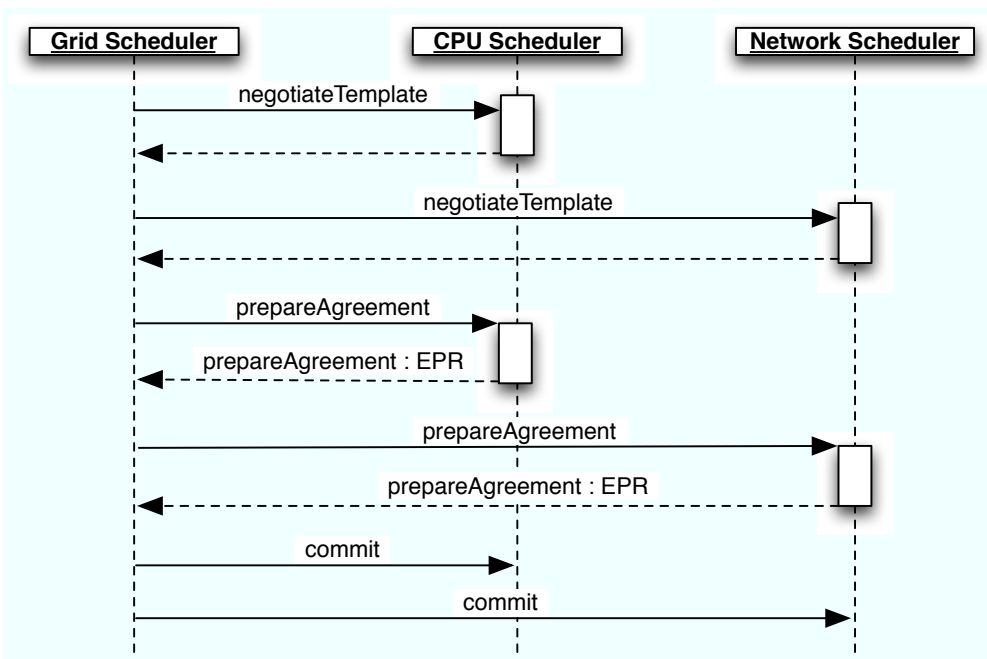 Grid Scheduler
CPU Scheduler
Network Scheduler
negotiateTemplate
negotiateTemplate
prepareAgreement
prepareAgreement : EPR
prepareAgreement
prepareAgreement : EPR
commit
commit